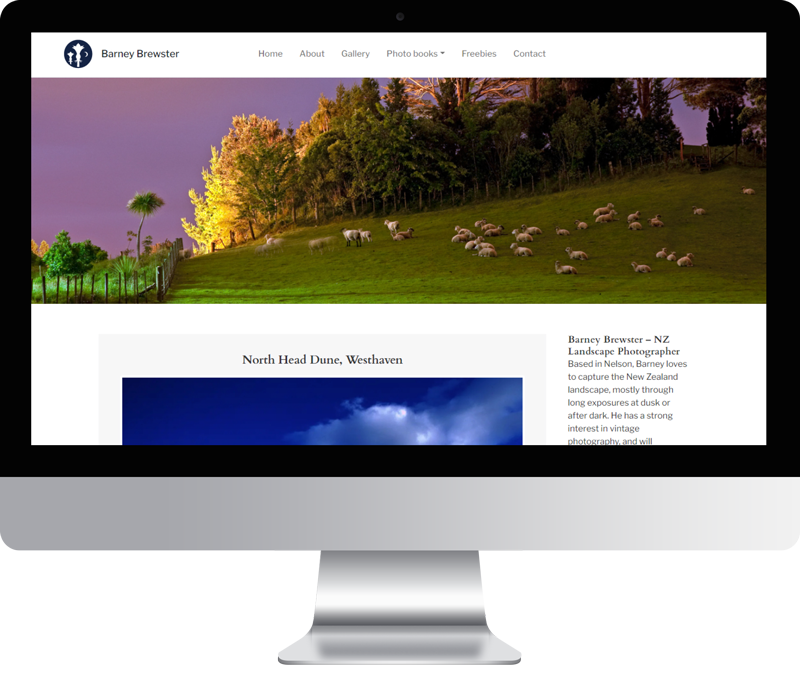 Barney Brewster
Home About Gallery Photo books Freebies Contact
North Head Dune, Westhaven
Barney Brewster – NZ
Landscape Photographer
Based in Nelson, Barney loves
to capture the New Zealand
landscape, mostly through
long exposures at dusk or
after dark. He has a strong
interest in vintage
photography, and will